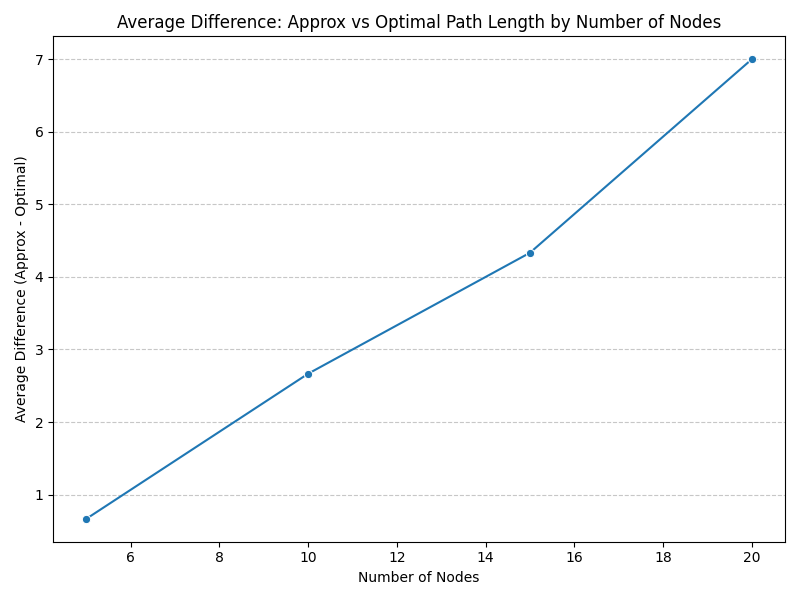 Average Difference: Approx vs Optimal Path Length by Number of Nodes
Average Difference (Approx - Optimal)
7
6
5
4
3
2
1
6 8 10 12 14 16 18 20
Number of Nodes